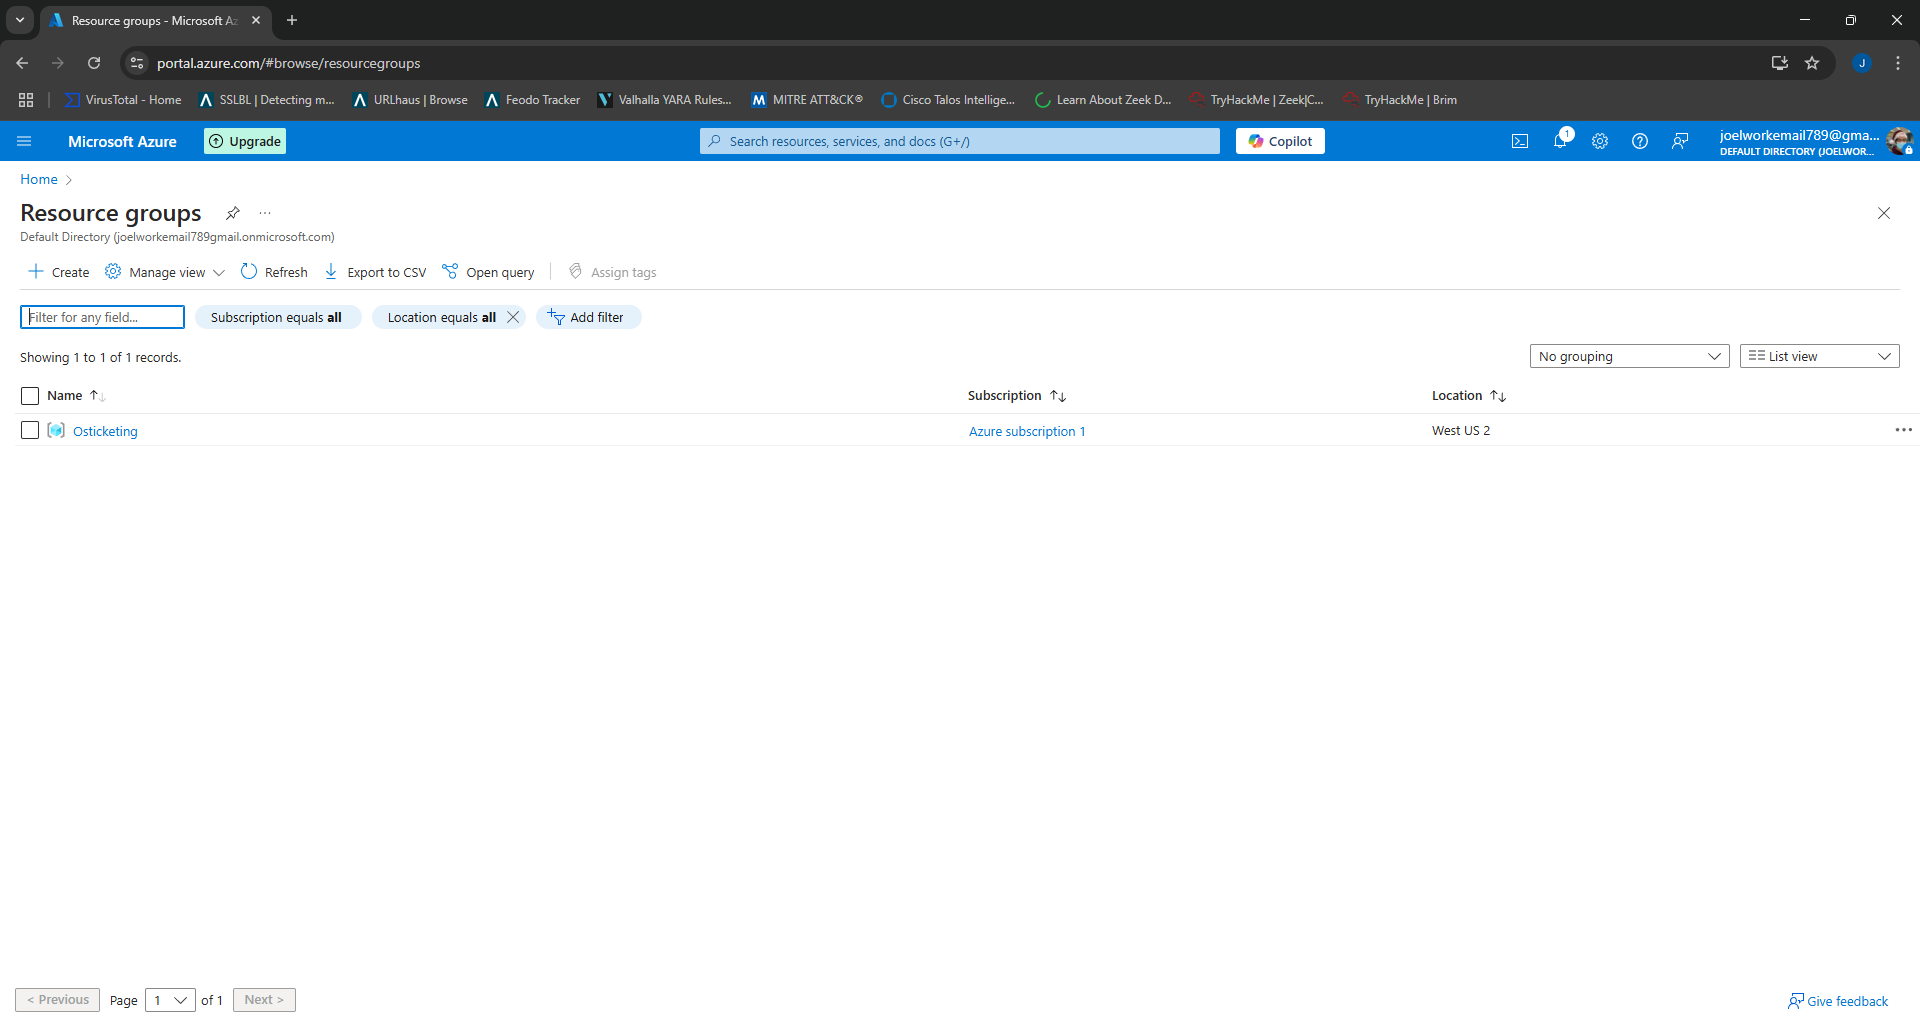 Resource groups - Microsoft Az
portal.azure.com/#browse/resourcegroups
VirusTotal - Home
SSLBL | Detecting m...
URLhaus | Browse
Feodo Tracker
Valhalla YARA Rules...
MITRE ATT&CK®
Cisco Talos Intellige...
Learn About Zeek D...
TryHackMe | Zeek|C...
TryHackMe | Brim
J
Microsoft Azure
Upgrade
Search resources, services, and docs (G+/)
Copilot
1
joelworkemail789@gma...
DEFAULT DIRECTORY (JOELWOR...
Home
Resource groups
Default Directory (joelworkemail789gmail.onmicrosoft.com)
Create
Manage view
Refresh
Export to CSV
Open query
Assign tags
Filter for any field...
Subscription equals all
Location equals all
Add filter
Showing 1 to 1 of 1 records.
No grouping
List view
Name
Subscription
Location
Osticketing
Azure subscription 1
West US 2
< Previous
Page
1
of 1
Next >
Give feedback